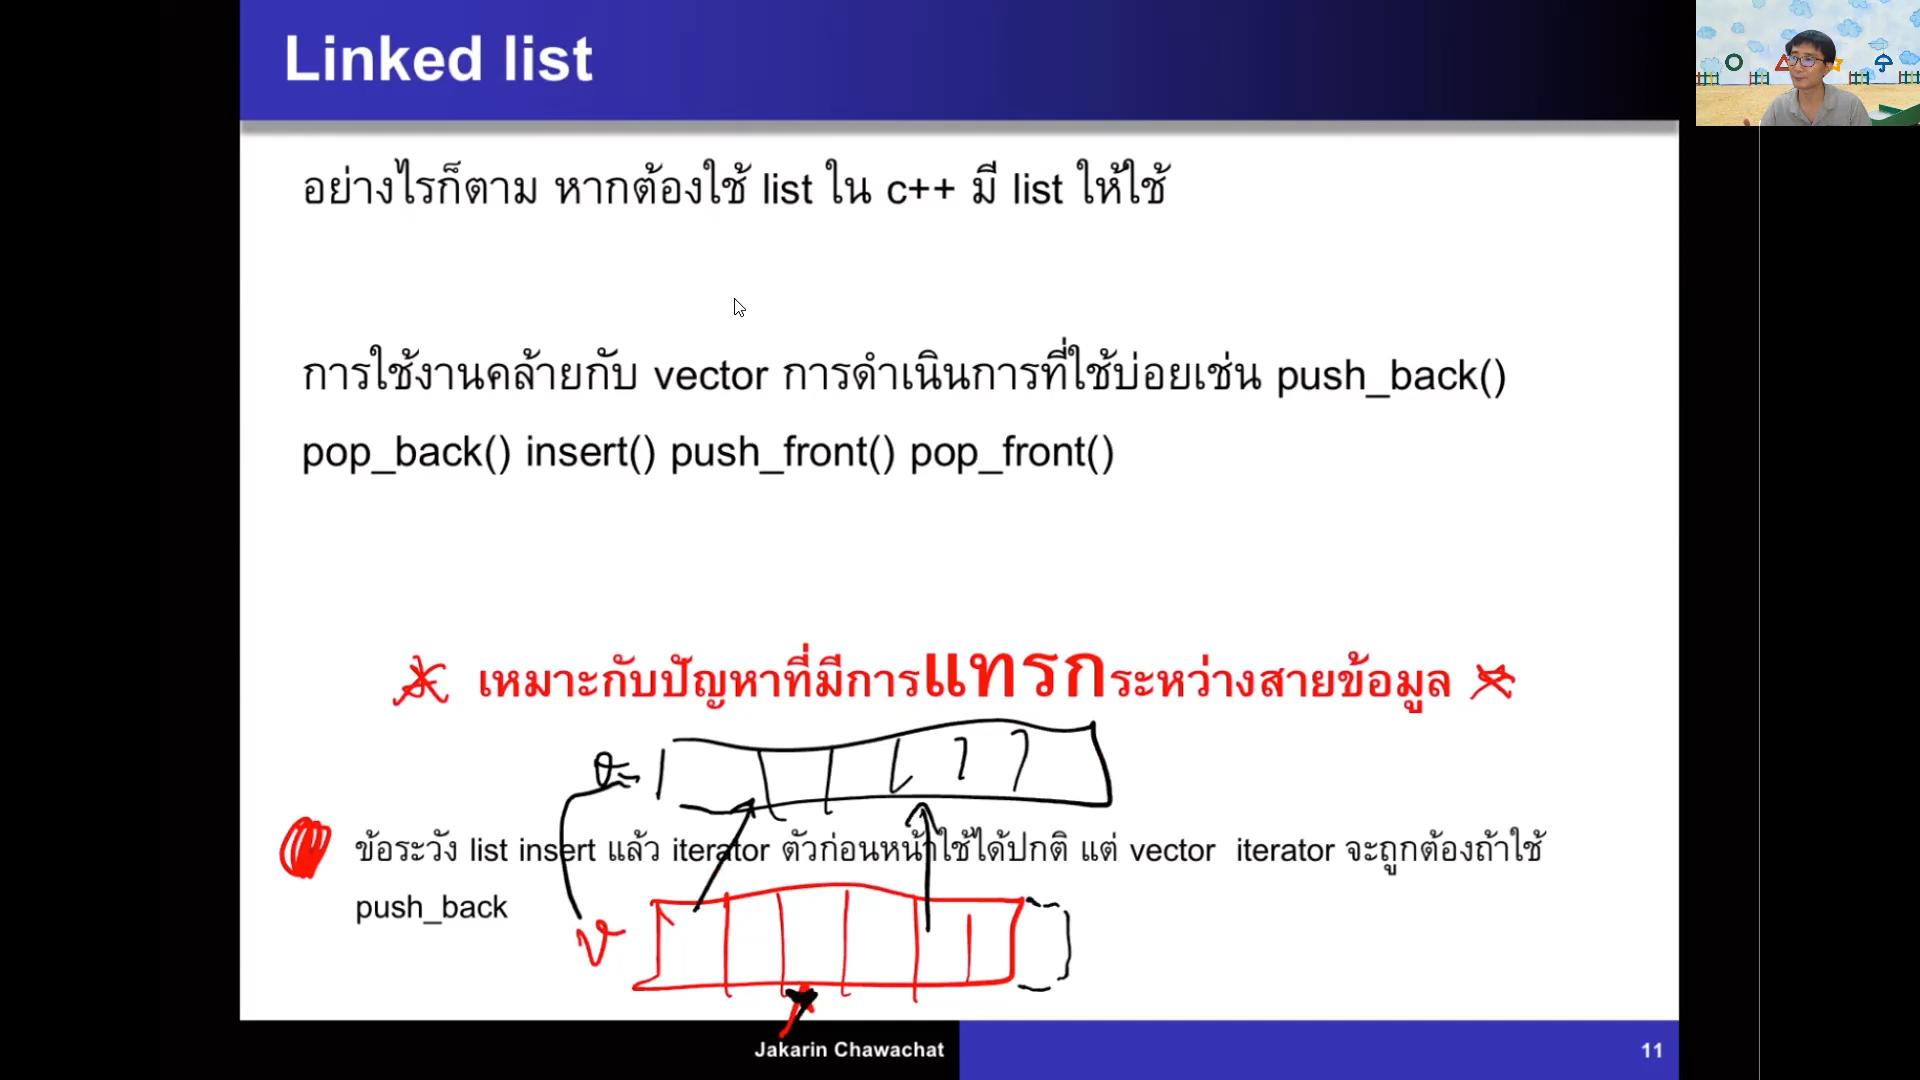 Linked list
อย่างไรก็ตาม หากต้องใช้ list ใน c++ มี list ให้ใช้
การใช้งานคล้ายกับ vector การดำเนินการที่ใช้บ่อยเช่น push_back()
pop_back() insert() push_front() pop_front()
เหมาะกับปัญหาที่มีการแทรกระหว่างสายข้อมูล
ข้อระวัง list insert แล้ว iterator ตัวก่อนหน้าใช้ได้ปกติ แต่ vector iterator จะถูกต้องถ้าใช้
push_back
v
Jakarin Chawachat
11